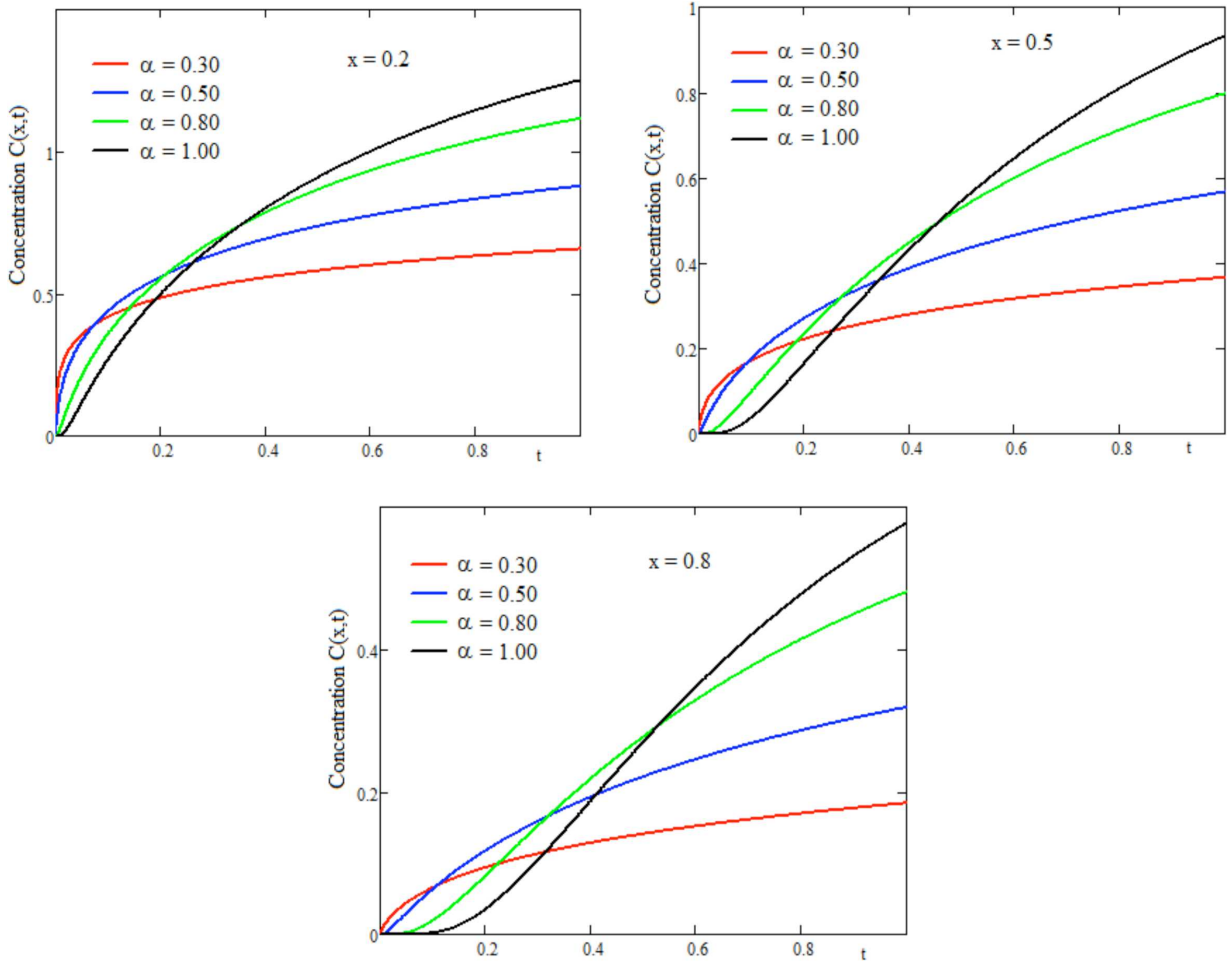 x = 0.2
α = 0.30
α = 0.50
α = 0.80
α = 1.00
Concentration C(x,t)
1
0.5
0
0.2
0.4
0.6
0.8
t
x = 0.5
α = 0.30
α = 0.50
α = 0.80
α = 1.00
Concentration C(x,t)
1
0.8
0.6
0.4
0.2
0
0.2
0.4
0.6
0.8
t
x = 0.8
α = 0.30
α = 0.50
α = 0.80
α = 1.00
Concentration C(x,t)
0.4
0.2
0
0.2
0.4
0.6
0.8
t